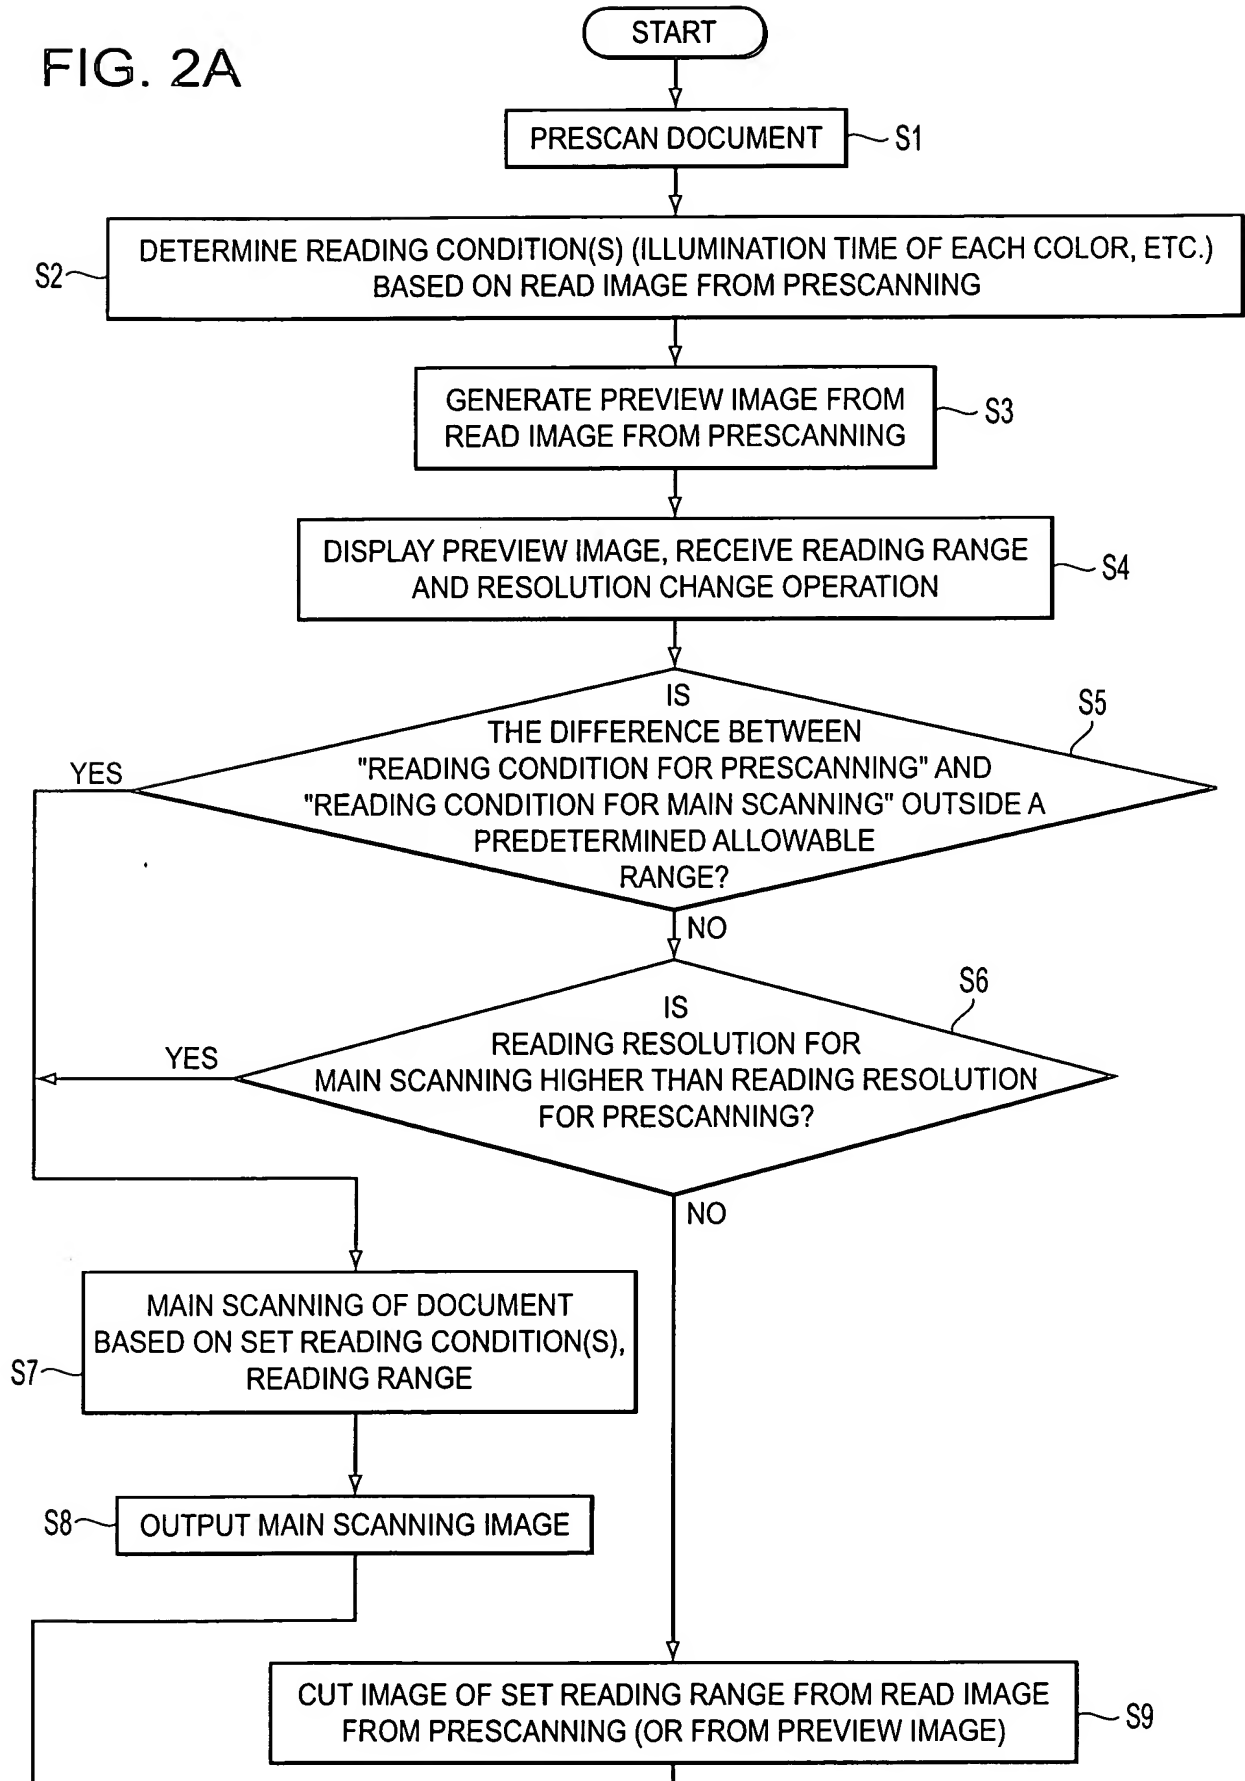 FIG. 2A
START
PRESCAN DOCUMENT
S1
DETERMINE READING CONDITION(S) (ILLUMINATION TIME OF EACH COLOR, ETC.)
BASED ON READ IMAGE FROM PRESCANNING
S2
GENERATE PREVIEW IMAGE FROM
READ IMAGE FROM PRESCANNING
S3
DISPLAY PREVIEW IMAGE, RECEIVE READING RANGE
AND RESOLUTION CHANGE OPERATION
S4
IS
THE DIFFERENCE BETWEEN
"READING CONDITION FOR PRESCANNING" AND
"READING CONDITION FOR MAIN SCANNING" OUTSIDE A
PREDETERMINED ALLOWABLE
RANGE?
S5
YES
NO
IS
READING RESOLUTION FOR
MAIN SCANNING HIGHER THAN READING RESOLUTION
FOR PRESCANNING?
S6
YES
NO
MAIN SCANNING OF DOCUMENT
BASED ON SET READING CONDITION(S),
READING RANGE
S7
S8
OUTPUT MAIN SCANNING IMAGE
CUT IMAGE OF SET READING RANGE FROM READ IMAGE
FROM PRESCANNING (OR FROM PREVIEW IMAGE)
S9